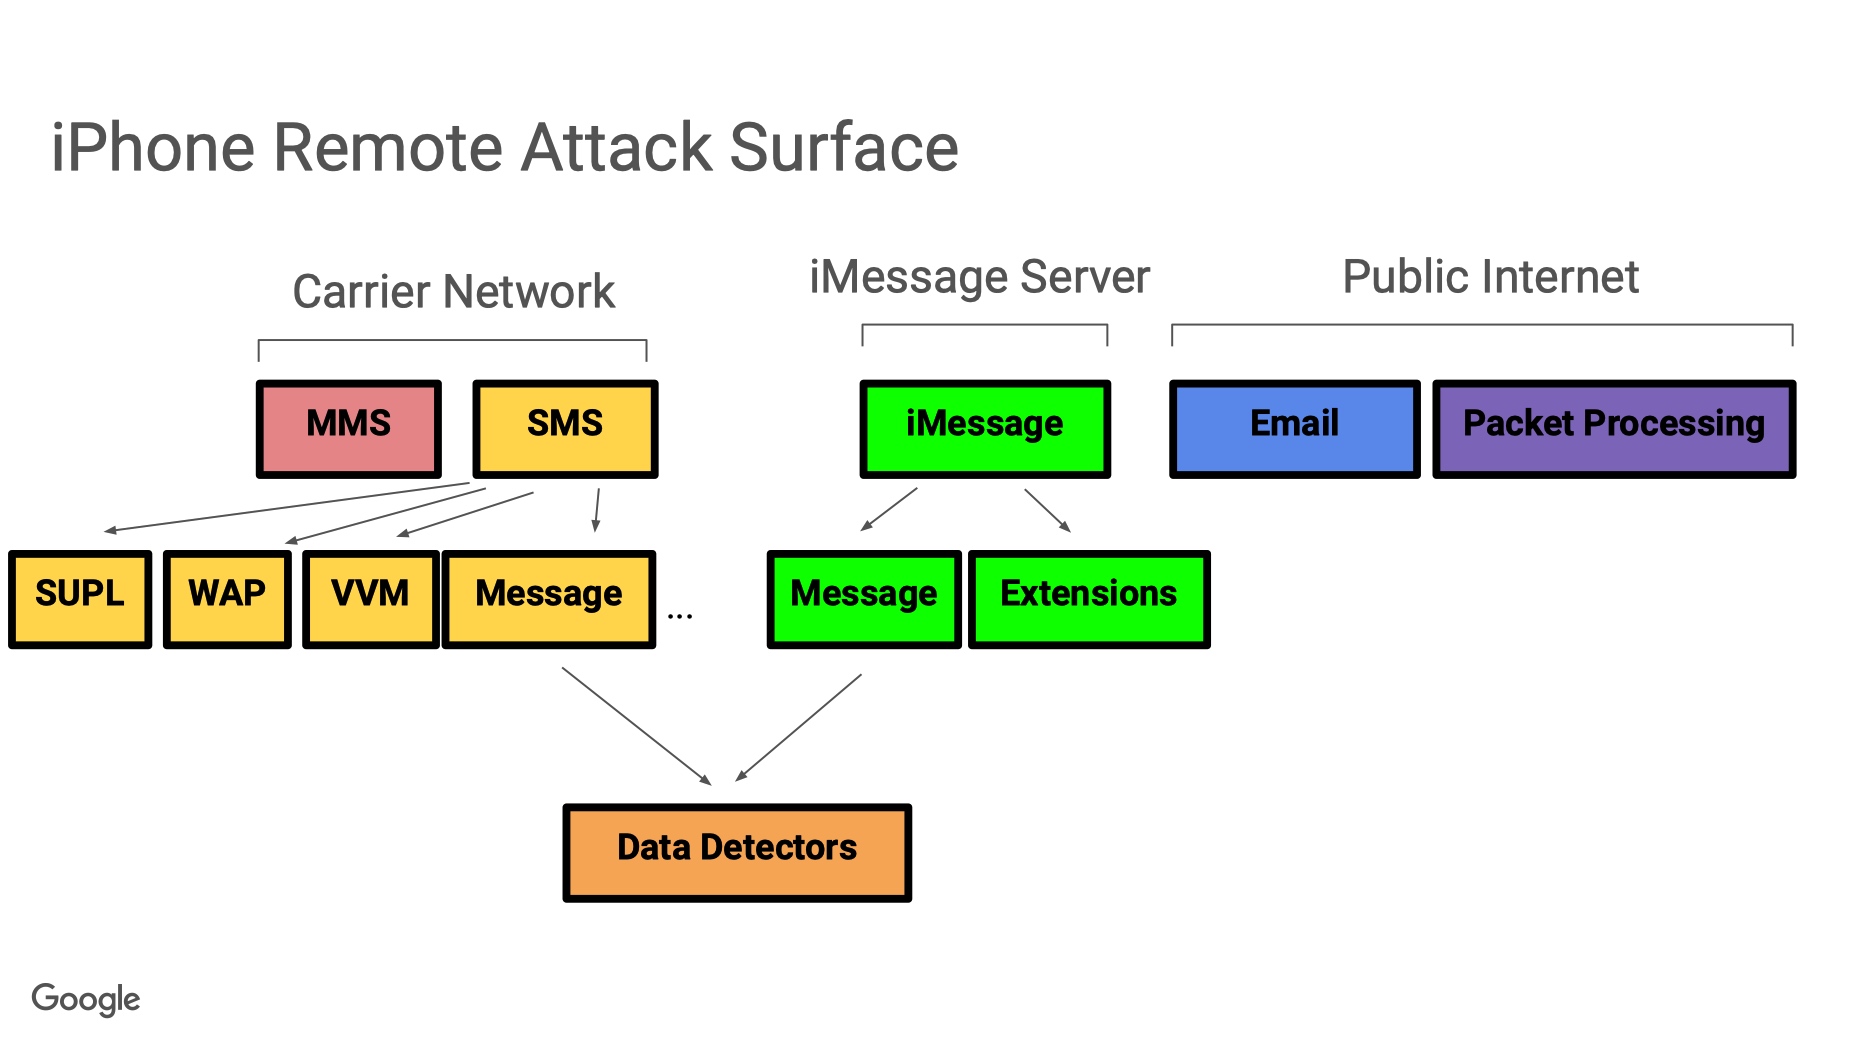 iPhone Remote Attack Surface
Carrier Network
iMessage Server
Public Internet
MMS
SMS
iMessage
Email
Packet Processing
SUPL
WAP
VVM
Message
...
Message
Extensions
Data Detectors
Google